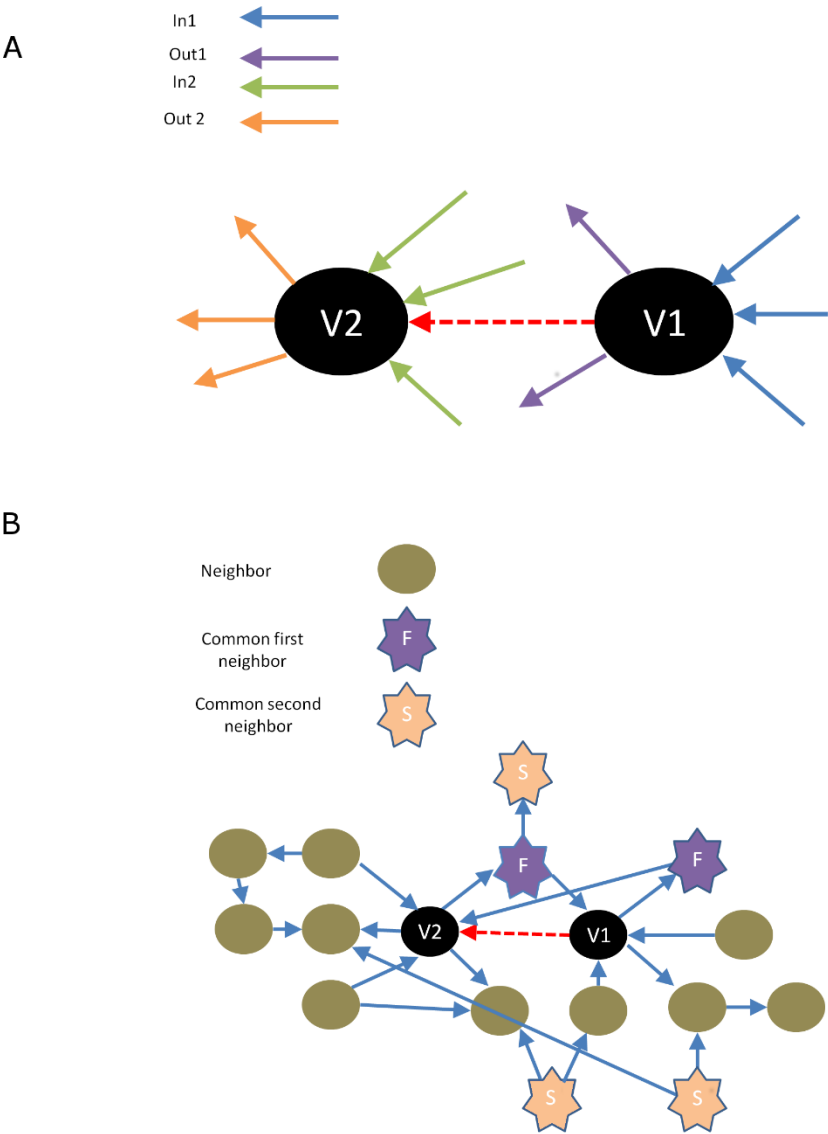 A
In1
Out1
In2
Out 2
V2
V1
B
Neighbor
F
Common first
neighbor
S
Common second
neighbor
S
F
F
V2
V1
S
S